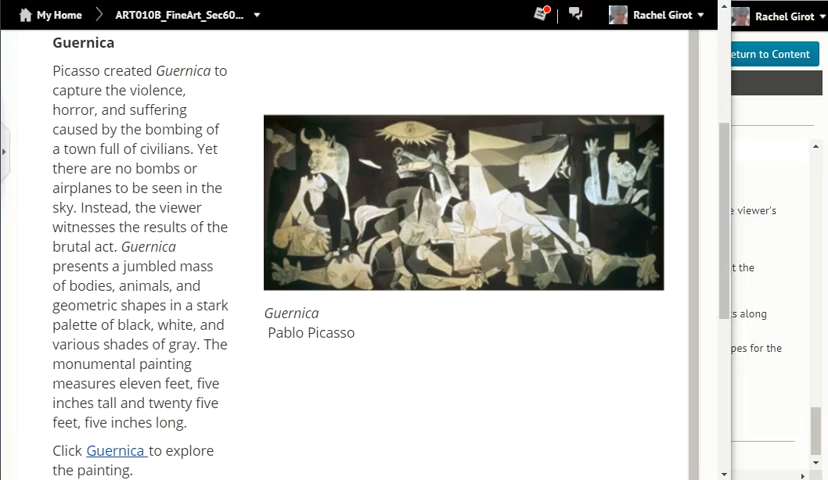 My Home
ART010B_FineArt_Sec60...
Rachel Girot
Rachel Girot
Return to Content
Guernica
Picasso created Guernica to
capture the violence,
horror, and suffering
caused by the bombing of
a town full of civilians. Yet
there are no bombs or
airplanes to be seen in the
sky. Instead, the viewer
witnesses the results of the
brutal act. Guernica
presents a jumbled mass
of bodies, animals, and
geometric shapes in a stark
palette of black, white, and
various shades of gray. The
monumental painting
measures eleven feet, five
inches tall and twenty five
feet, five inches long.
Click Guernica to explore
the painting.
Guernica
Pablo Picasso
e viewer's
t the
s along
pes for the